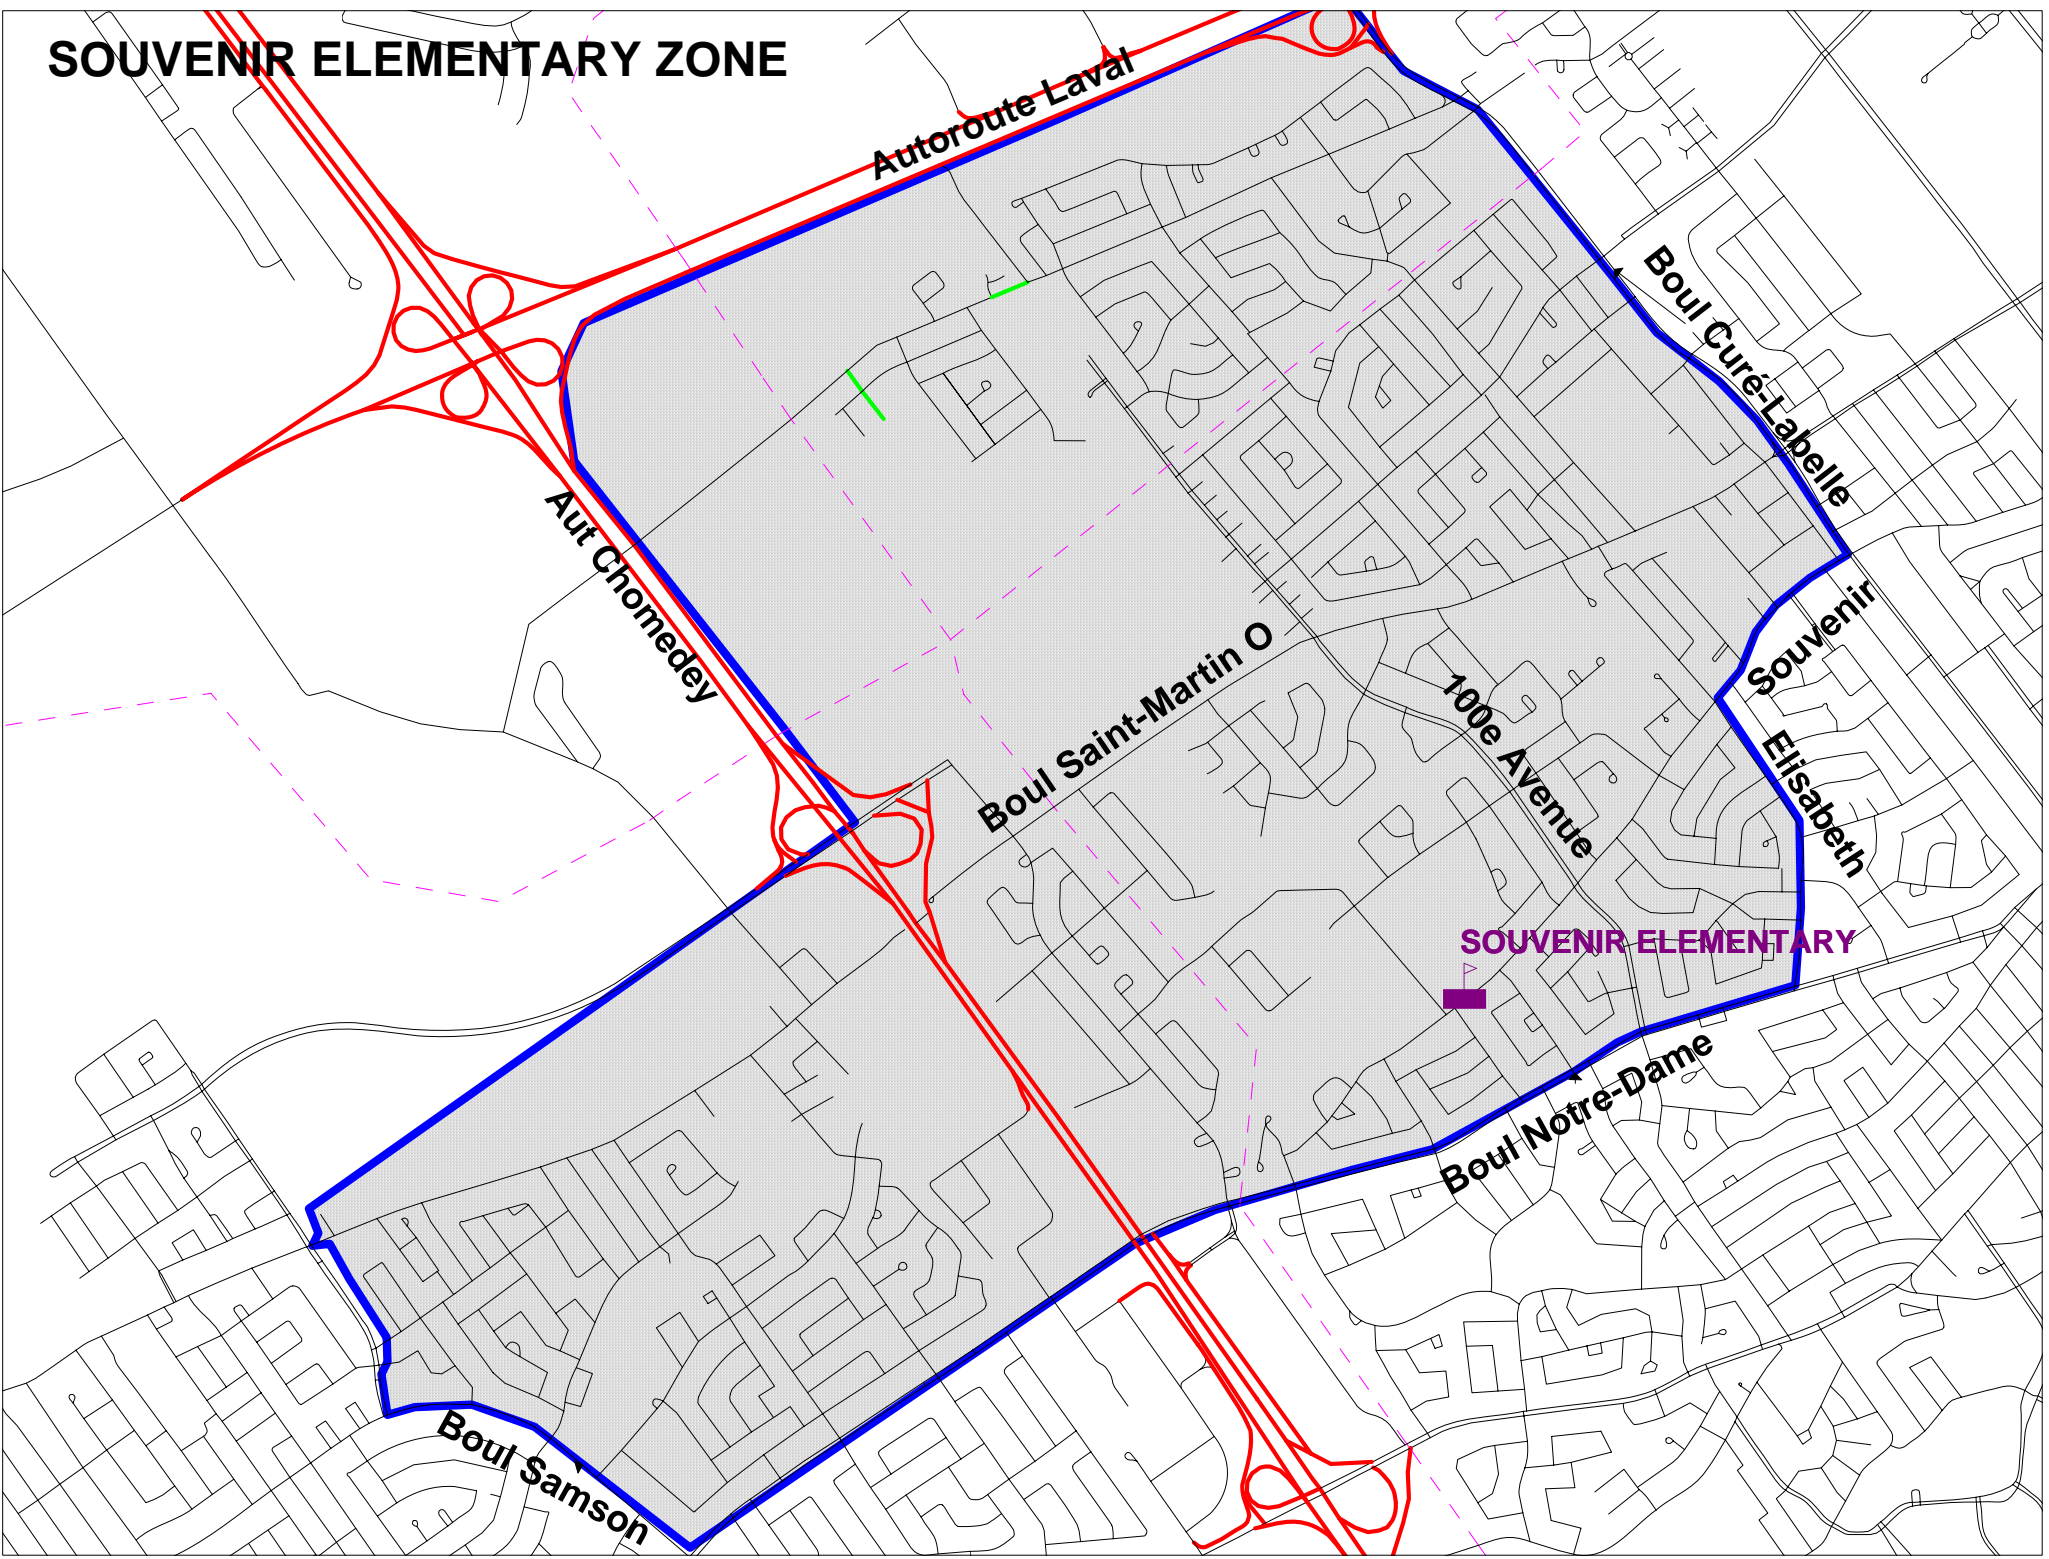 SOUVENIR ELEMENTARY ZONE
Autoroute Laval
Boul Curé-Labelle
Aut Chomedey
Souvenir
Boul Saint-Martin O
100e Avenue
Elisabeth
SOUVENIR ELEMENTARY
Boul Notre-Dame
Boul Samson